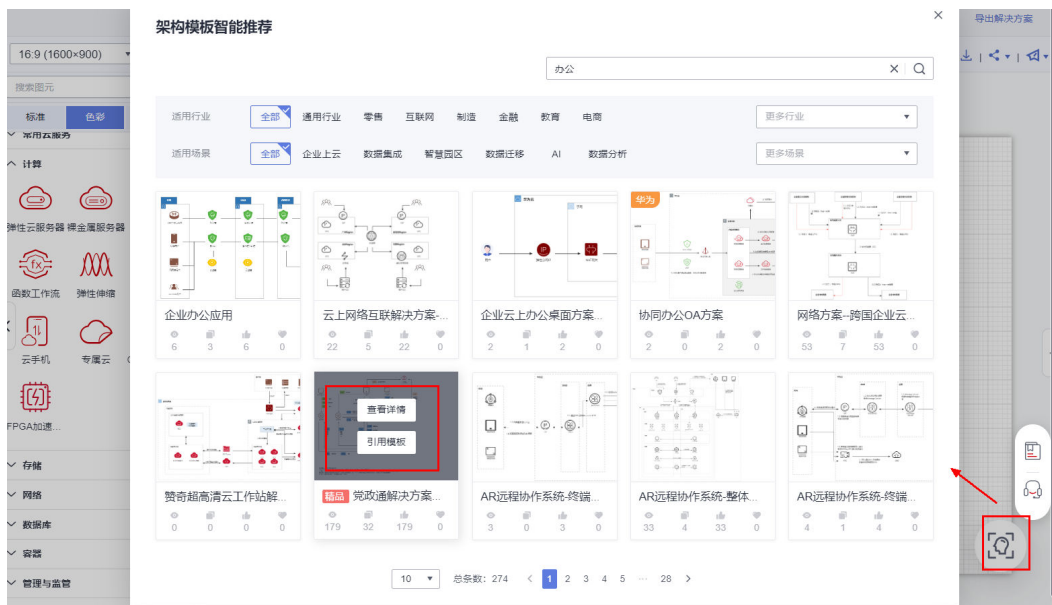 架构模板智能推荐
×
导出解决方案
16:9 (1600×900)
办公
搜索图元
标准 色彩
常用云服务
适用行业 全部 通用行业 零售 互联网 制造 金融 教育 电商 更多行业
适用场景 全部 企业上云 数据集成 智慧园区 数据迁移 AI 数据分析 更多场景
计算
弹性云服务器 裸金属服务器
函数工作流 弹性伸缩
云手机 专属云
FPGA加速...
存储
网络
数据库
容器
管理与监管
华为
企业办公应用 云上网络互联解决方案-... 企业云上办公桌面方案... 协同办公OA方案 网络方案--跨国企业云...
6 3 6 0 22 5 22 0 2 1 2 0 2 0 2 0 53 7 53 0
查看详情
引用模板
赞奇超高清云工作站解... 精品 党政通解决方案... AR远程协作系统-终端... AR远程协作系统-整体... AR远程协作系统-终端...
0 0 0 0 179 32 179 0 3 0 3 0 33 4 33 0 4 1 4 0
10 总条数: 274 < 1 2 3 4 5 ... 28 >